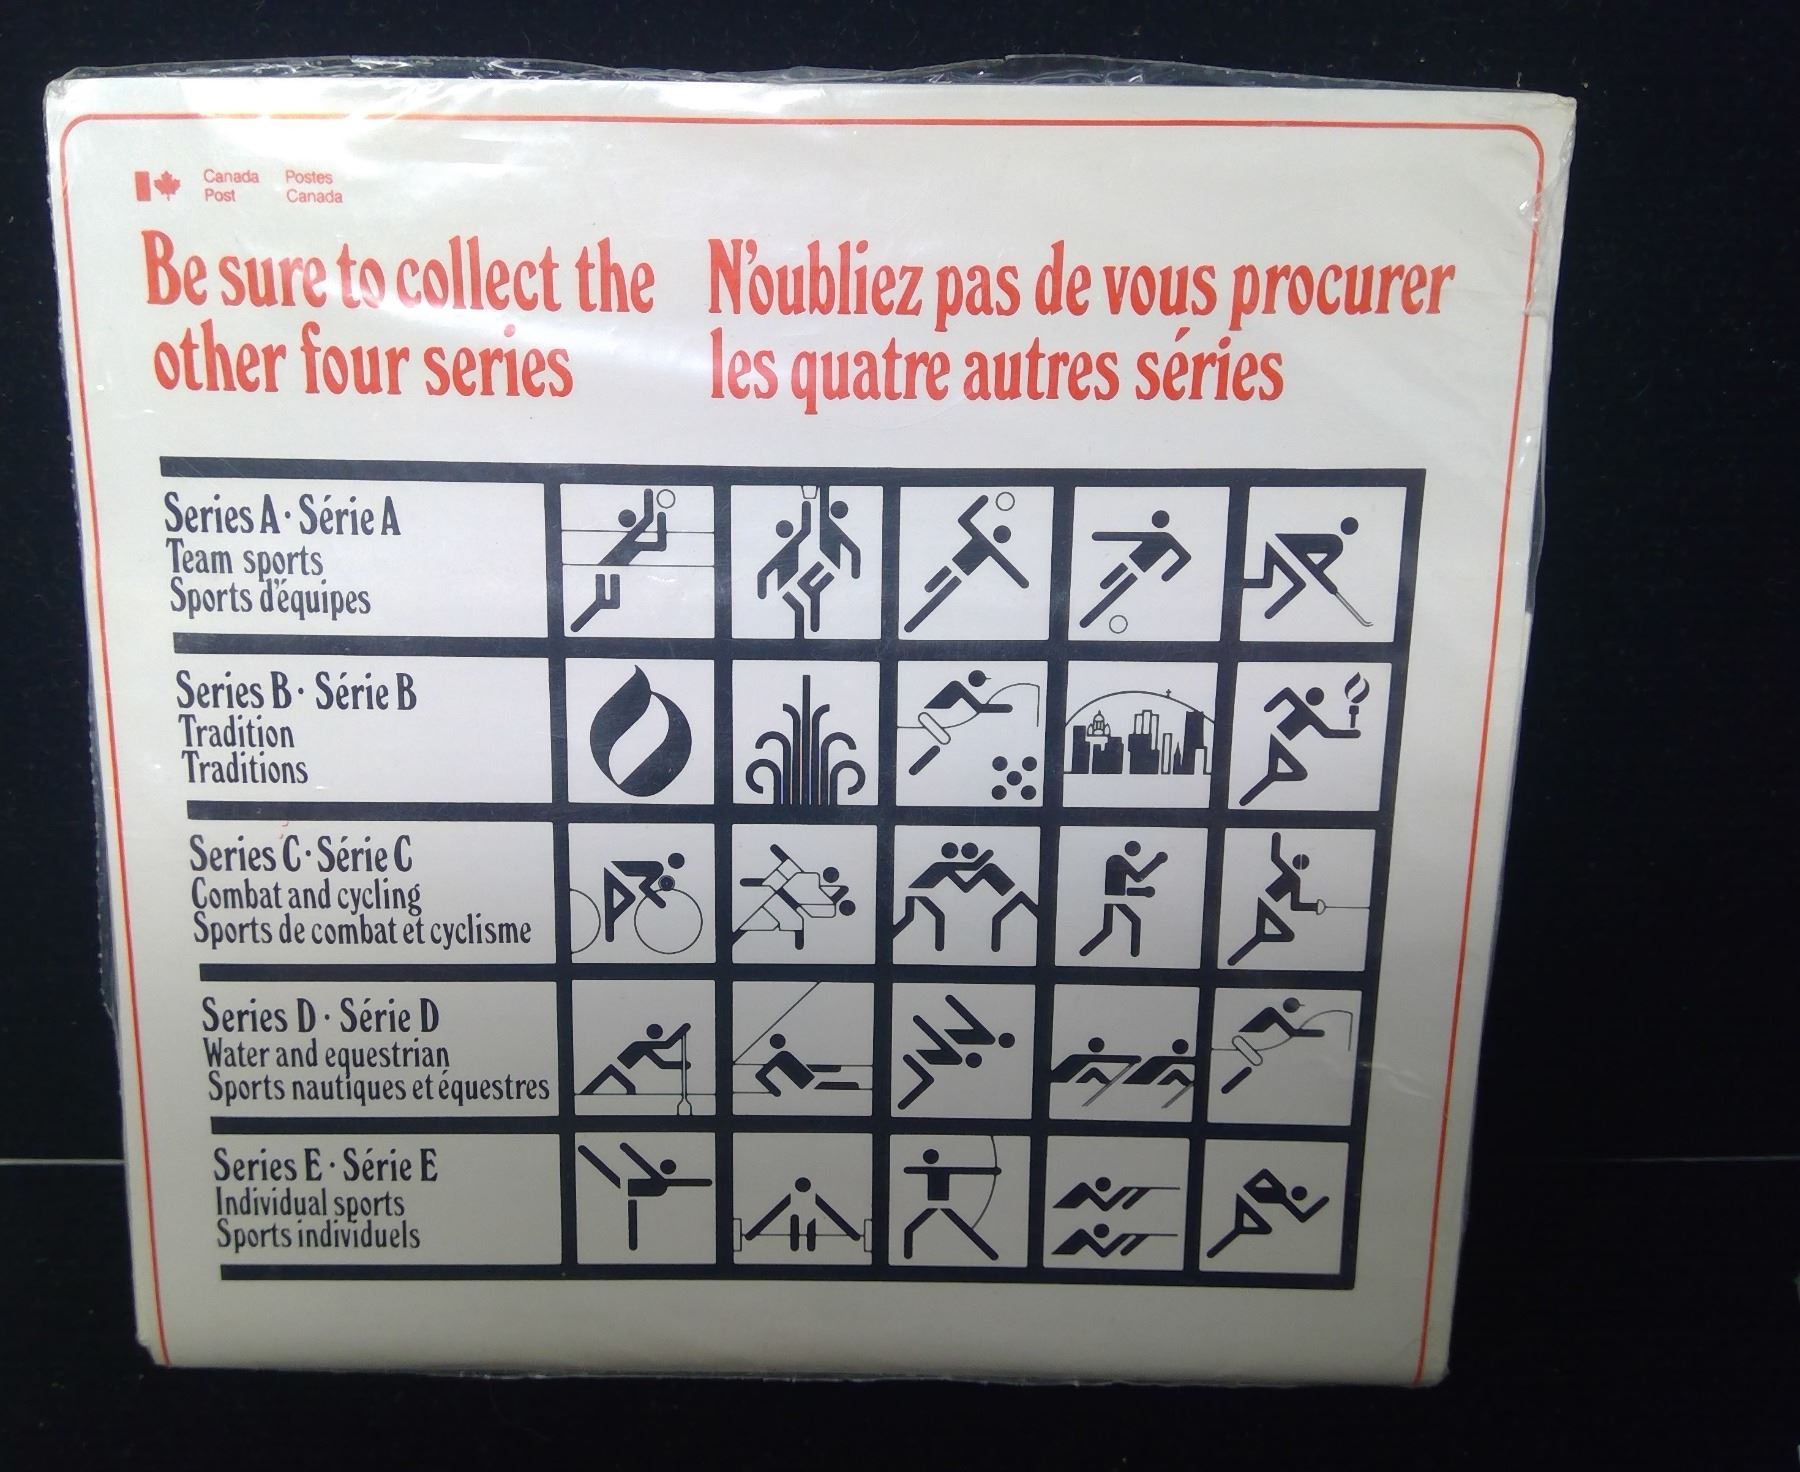 Canada Post
Postes Canada
Be sure to collect the
other four series
N'oubliez pas de vous procurer
les quatre autres séries
Series A · Série A
Team sports
Sports d'équipes
Series B · Série B
Tradition
Traditions
Series C · Série C
Combat and cycling
Sports de combat et cyclisme
Series D · Série D
Water and equestrian
Sports nautiques et équestres
Series E · Série E
Individual sports
Sports individuels